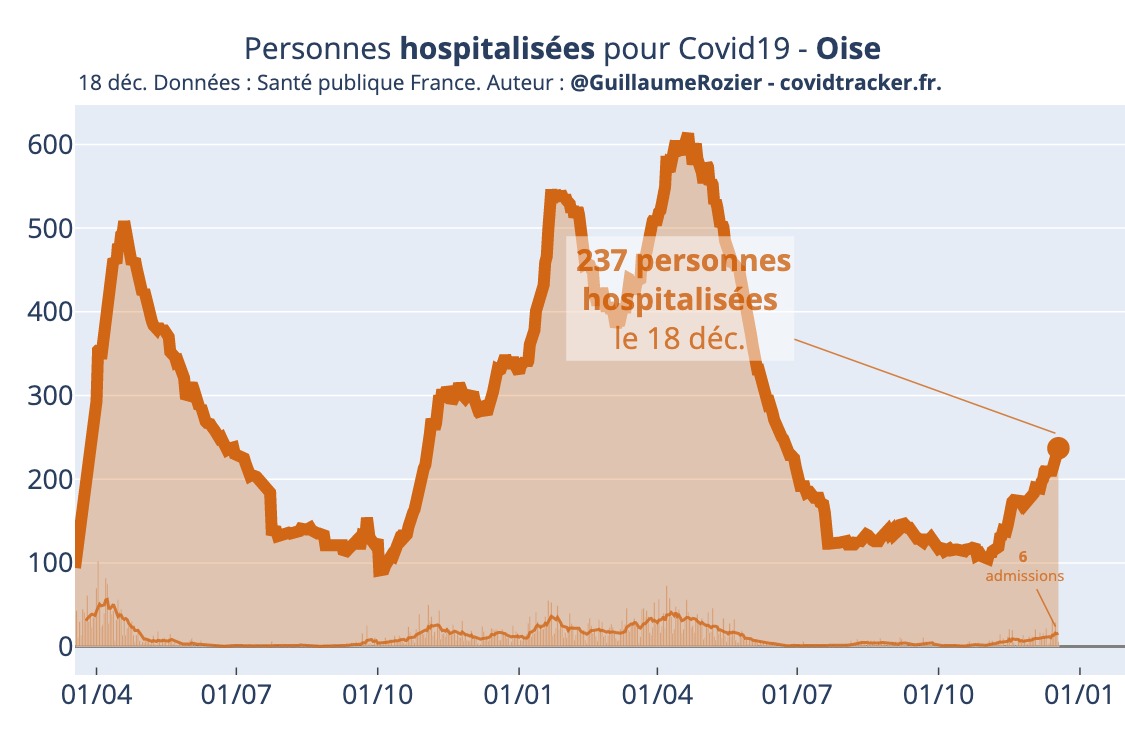 Personnes hospitalisées pour Covid19 - Oise
18 déc. Données : Santé publique France. Auteur : @GuillaumeRozier - covidtracker.fr.
600
500
400
300
200
100
0
237 personnes
hospitalisées
le 18 déc.
6
admissions
01/04
01/07
01/10
01/01
01/04
01/07
01/10
01/01